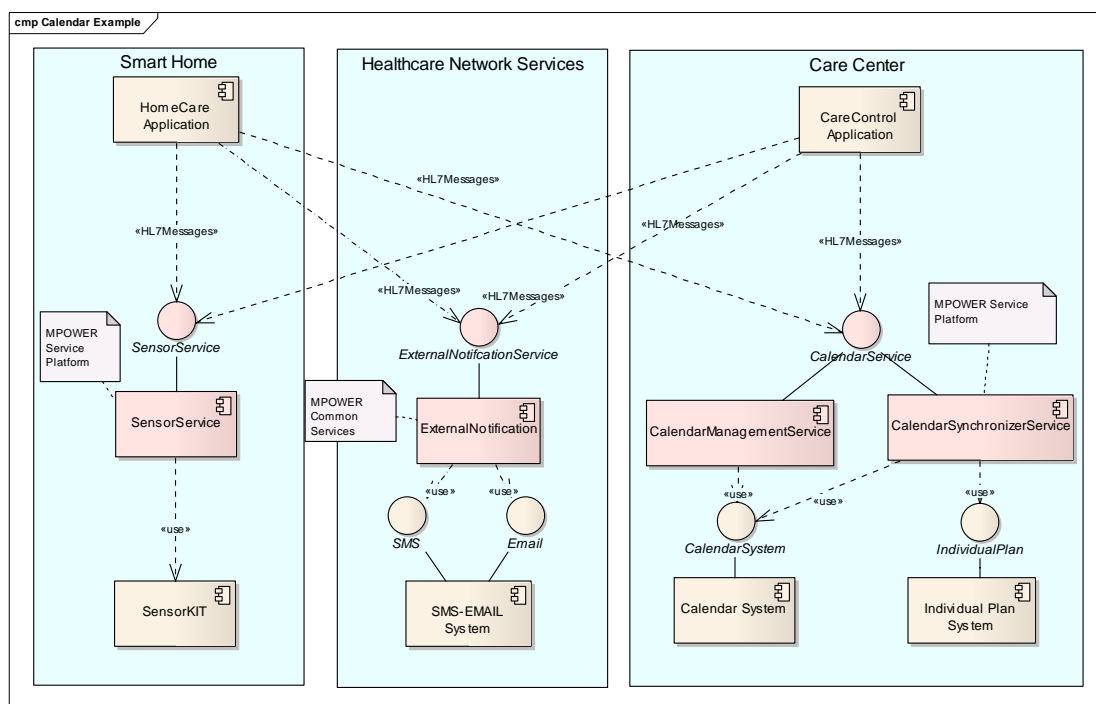 cmp Calendar Example
Smart Home
Healthcare Network Services
Care Center
HomeCare
Application
CareControl
Application
«HL7Messages»
«HL7Messages»
«HL7Messages»
«HL7Messages»
«HL7Messages»
«HL7Messages»
MPOWER
Service
Platform
SensorService
ExternalNotifcationService
CalendarService
MPOWER Service
Platform
MPOWER
Common
Services
SensorService
ExternalNotification
CalendarManagementService
CalendarSynchronizerService
«use»
«use»
«use»
«use»
«use»
«use»
SMS
Email
CalendarSystem
IndividualPlan
SensorKIT
SMS-EMAIL
System
Calendar System
Individual Plan
System